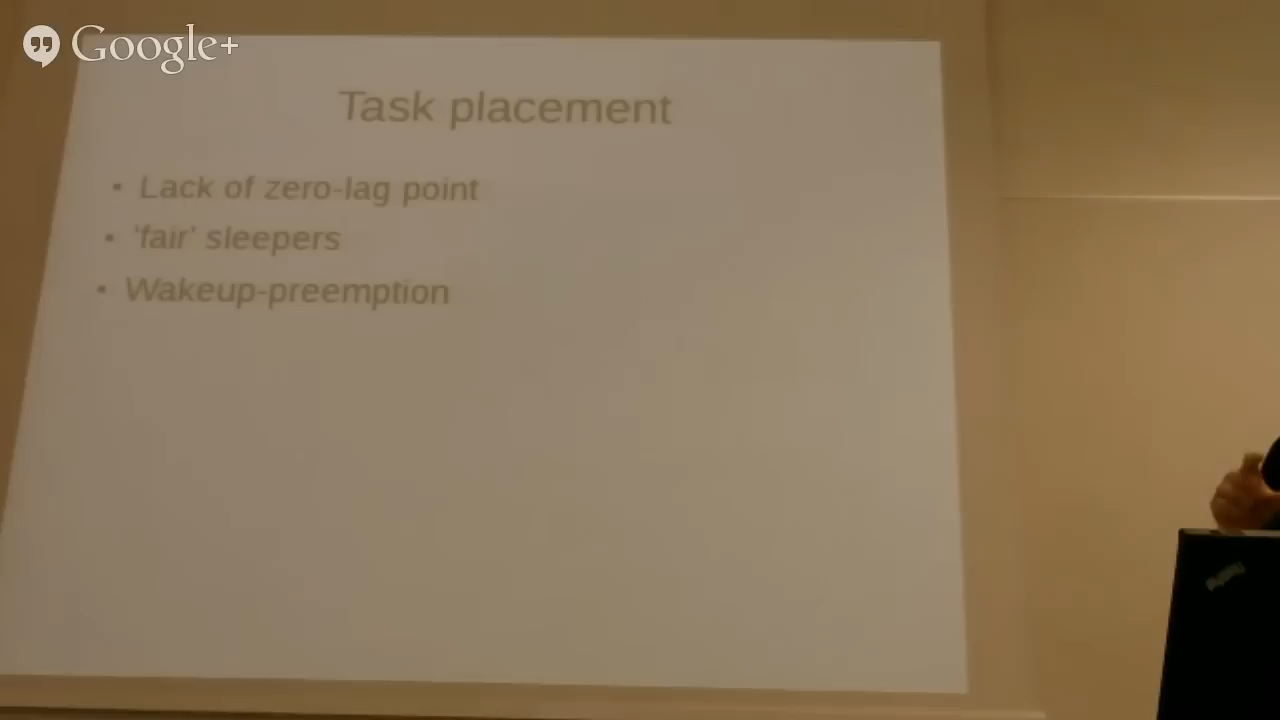 Google+
Task placement
• Lack of zero-lag point
• 'fair' sleepers
• Wakeup-preemption